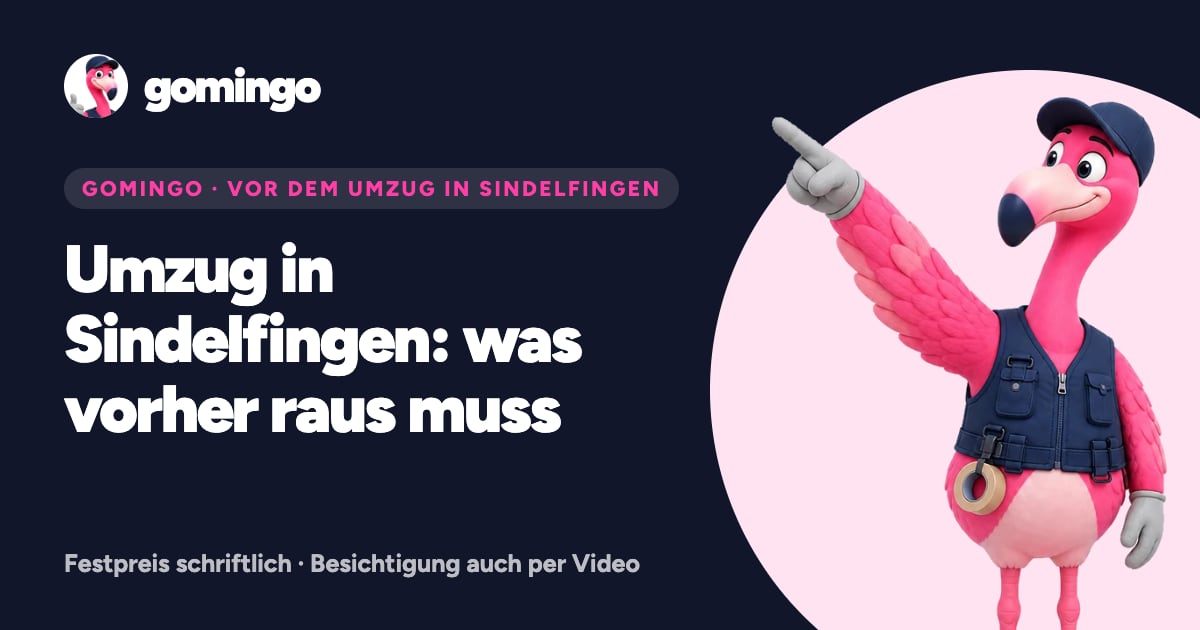 gomingo
GOMINGO · VOR DEM UMZUG IN SINDELFINGEN
Umzug in
Sindelfingen: was
vorher raus muss
Festpreis schriftlich · Besichtigung auch per Video